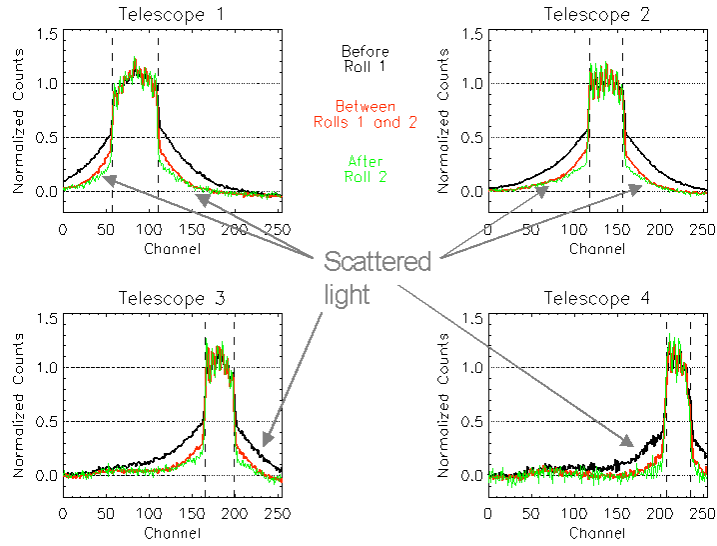 Telescope 1
Normalized Counts
1.5
1.0
0.5
0.0
0 50 100 150 200 250
Channel
Before
Roll 1
Between
Rolls 1 and 2
After
Roll 2
Telescope 2
Normalized Counts
1.5
1.0
0.5
0.0
0 50 100 150 200 250
Channel
Scattered
light
Telescope 3
Normalized Counts
1.5
1.0
0.5
0.0
0 50 100 150 200 250
Channel
Telescope 4
Normalized Counts
1.5
1.0
0.5
0.0
0 50 100 150 200 250
Channel